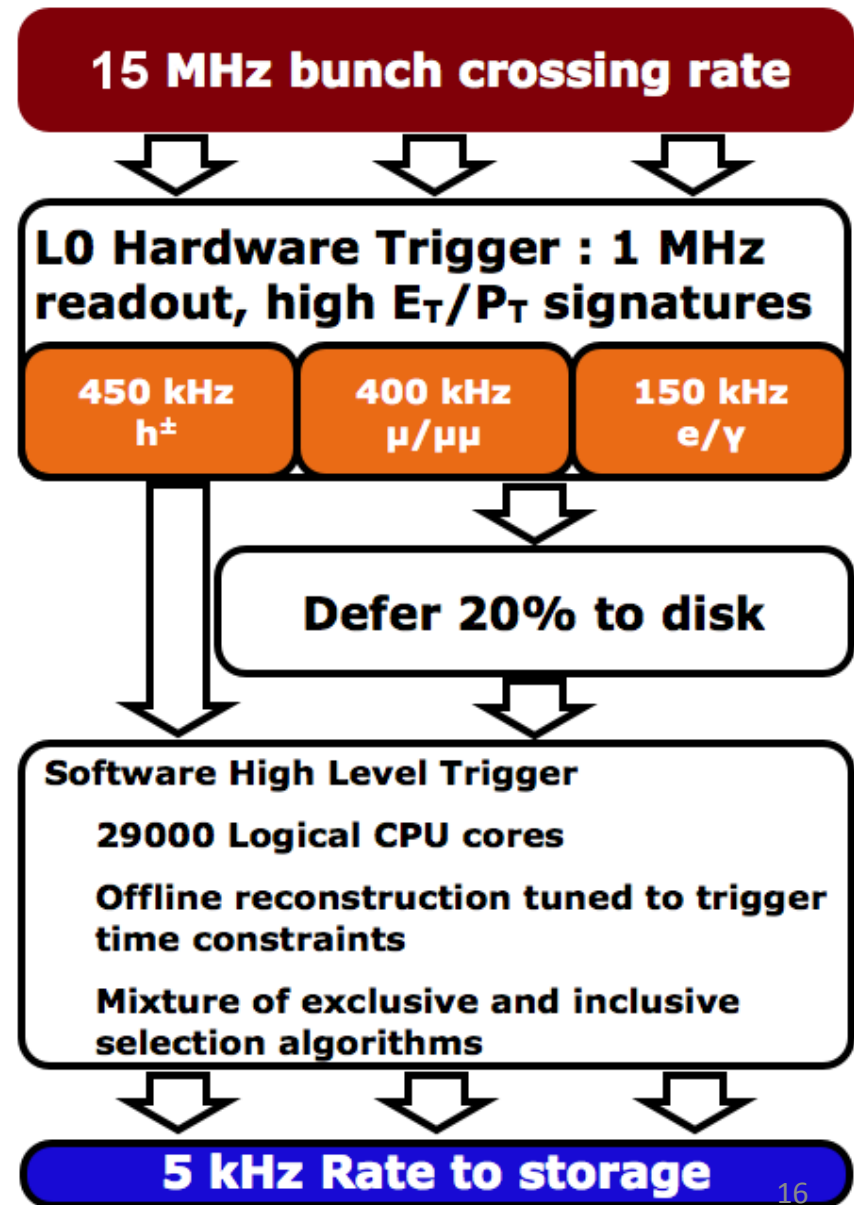 15 MHz bunch crossing rate
L0 Hardware Trigger : 1 MHz
readout, high E_T/P_T signatures
450 kHz
h±
400 kHz
μ/μμ
150 kHz
e/γ
Defer 20% to disk
Software High Level Trigger
29000 Logical CPU cores
Offline reconstruction tuned to trigger
time constraints
Mixture of exclusive and inclusive
selection algorithms
5 kHz Rate to storage
16